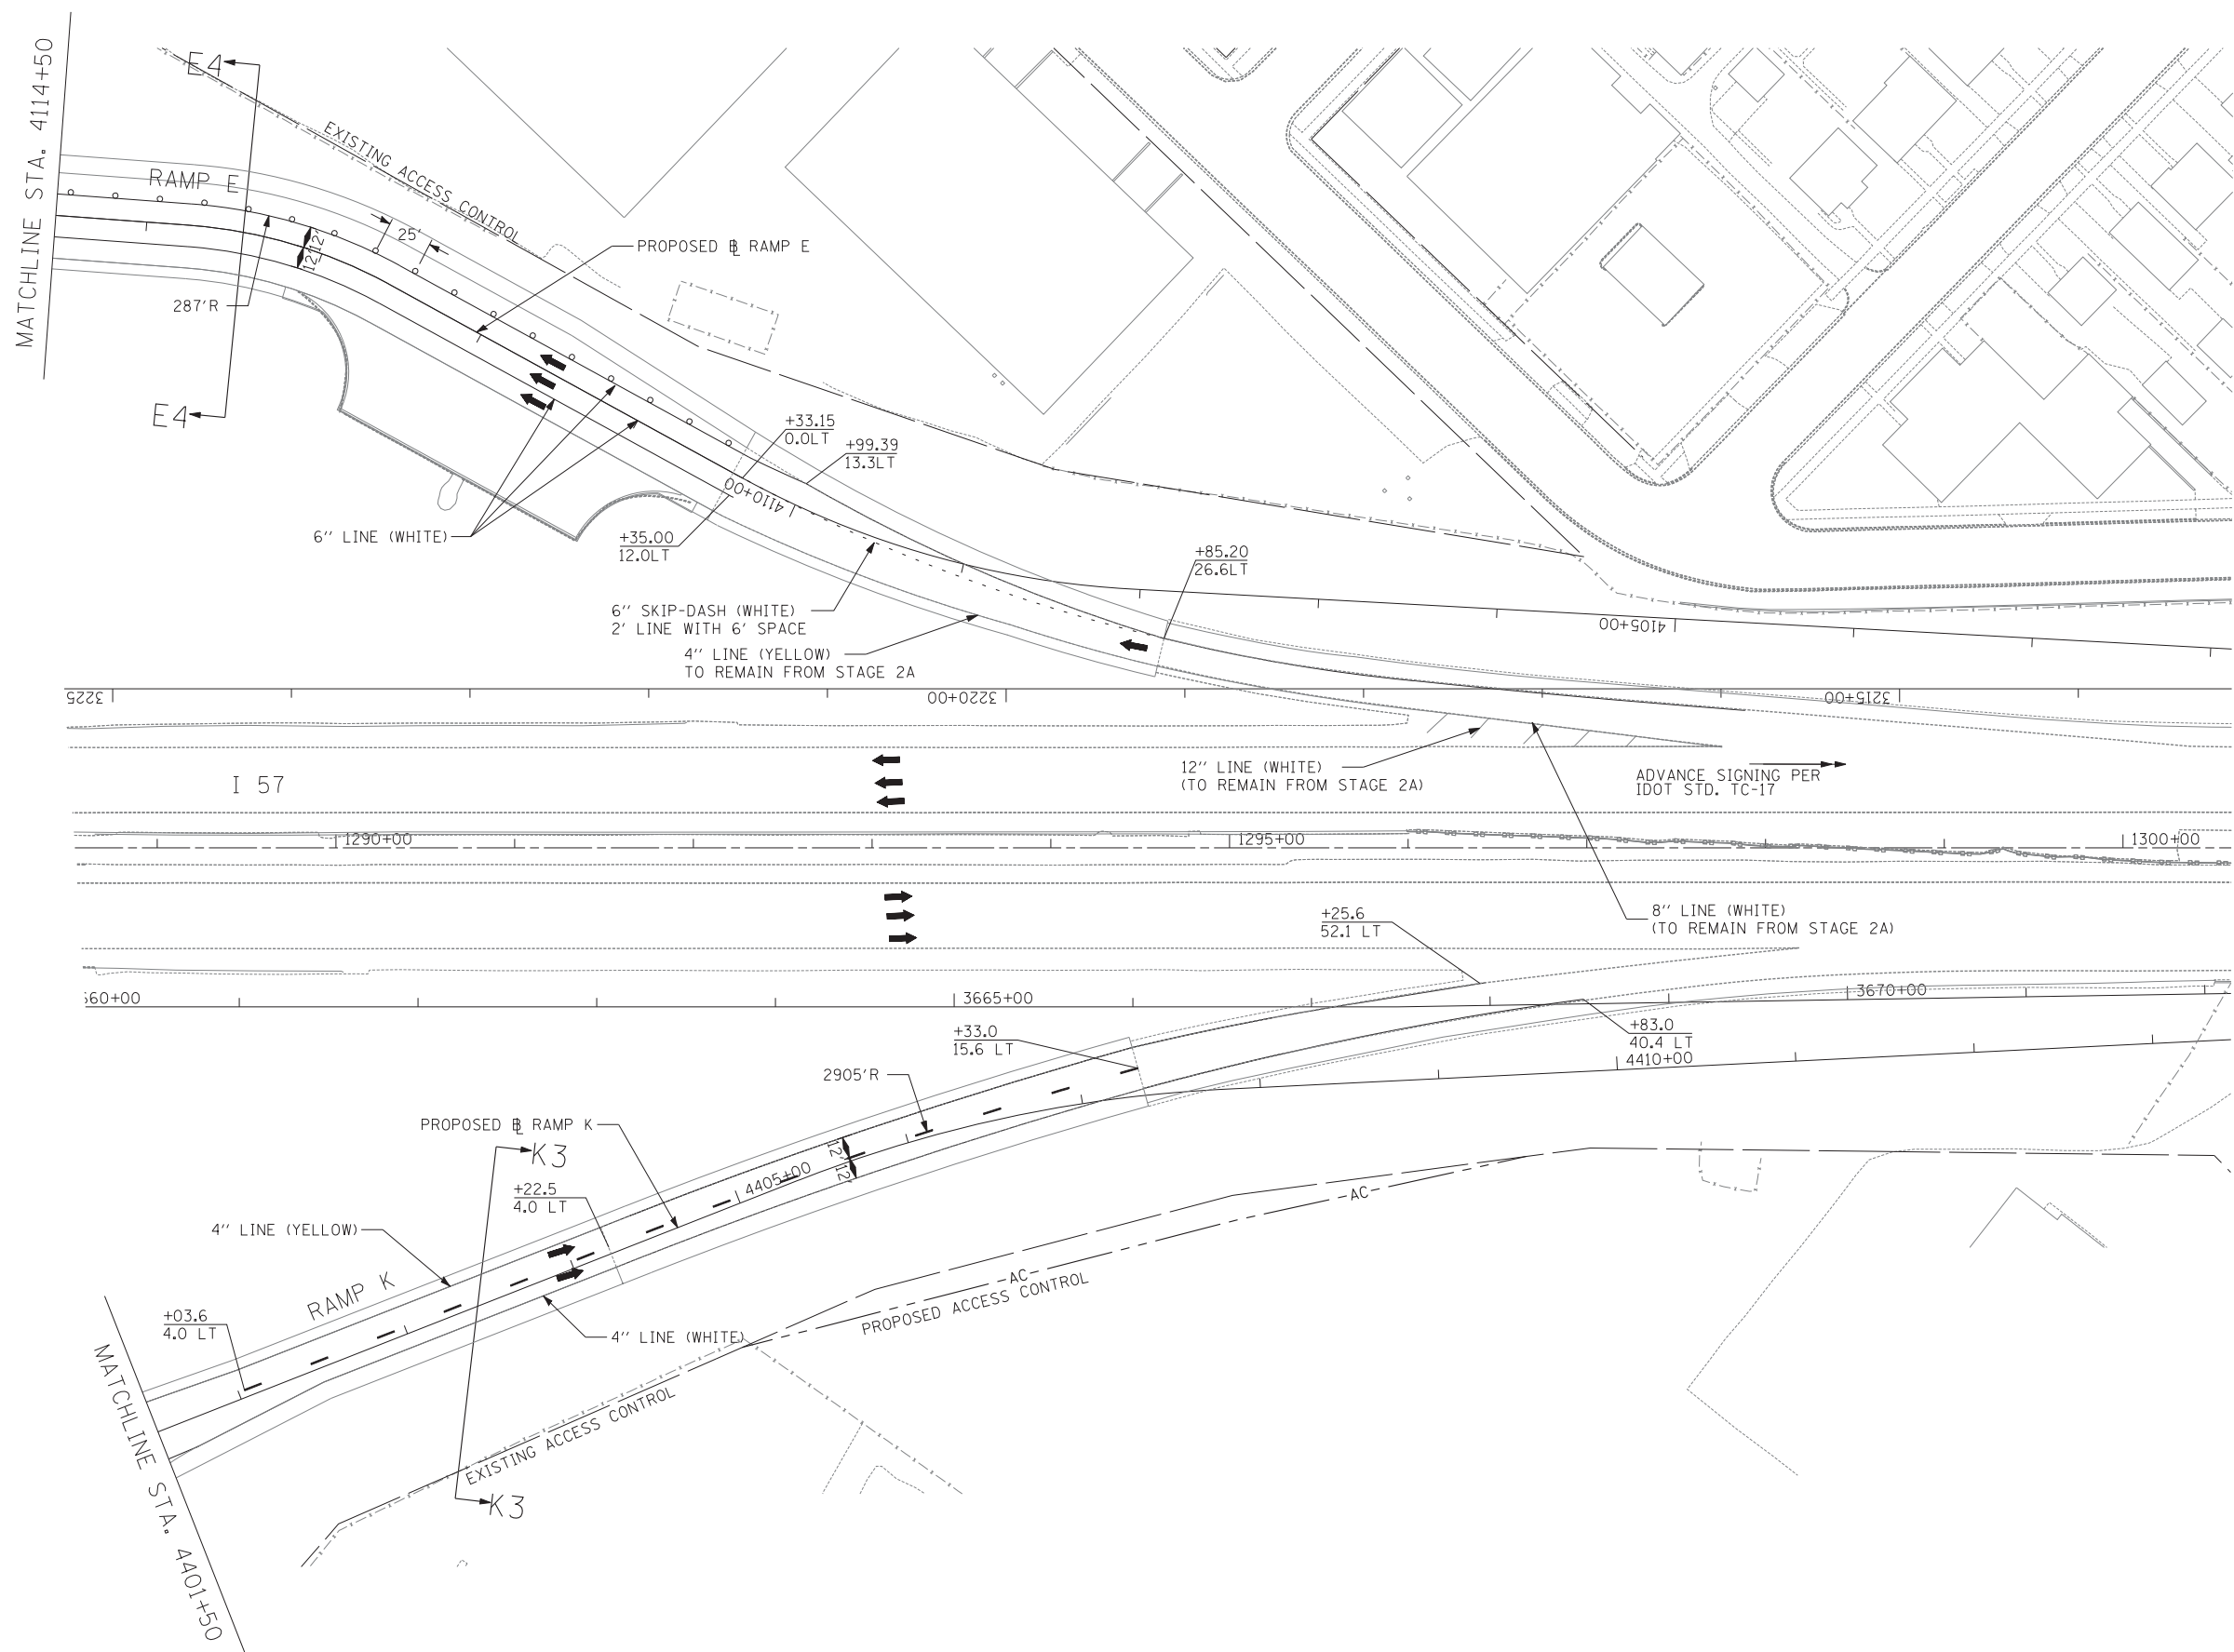 MATCHLINE STA. 4114+50
E4
EXISTING ACCESS CONTROL
RAMP E
25'
12'
12'
PROPOSED ⅊ RAMP E
287'R
E4
+33.15
0.0LT
+99.39
13.3LT
4110+00
6'' LINE (WHITE)
+35.00
12.0LT
+85.20
26.6LT
6'' SKIP-DASH (WHITE)
2' LINE WITH 6' SPACE
4'' LINE (YELLOW)
TO REMAIN FROM STAGE 2A
4105+00
3225
3220+00
3215+00
12'' LINE (WHITE)
(TO REMAIN FROM STAGE 2A)
ADVANCE SIGNING PER
IDOT STD. TC-17
I 57
1290+00
1295+00
1300+00
8'' LINE (WHITE)
(TO REMAIN FROM STAGE 2A)
+25.6
52.1 LT
60+00
3665+00
3670+00
+33.0
15.6 LT
+83.0
40.4 LT
4410+00
2905'R
PROPOSED ⅊ RAMP K
K3
12'
12'
4405+00
+22.5
4.0 LT
4'' LINE (YELLOW)
AC
AC
PROPOSED ACCESS CONTROL
RAMP K
+03.6
4.0 LT
4'' LINE (WHITE)
EXISTING ACCESS CONTROL
K3
MATCHLINE STA. 4401+50